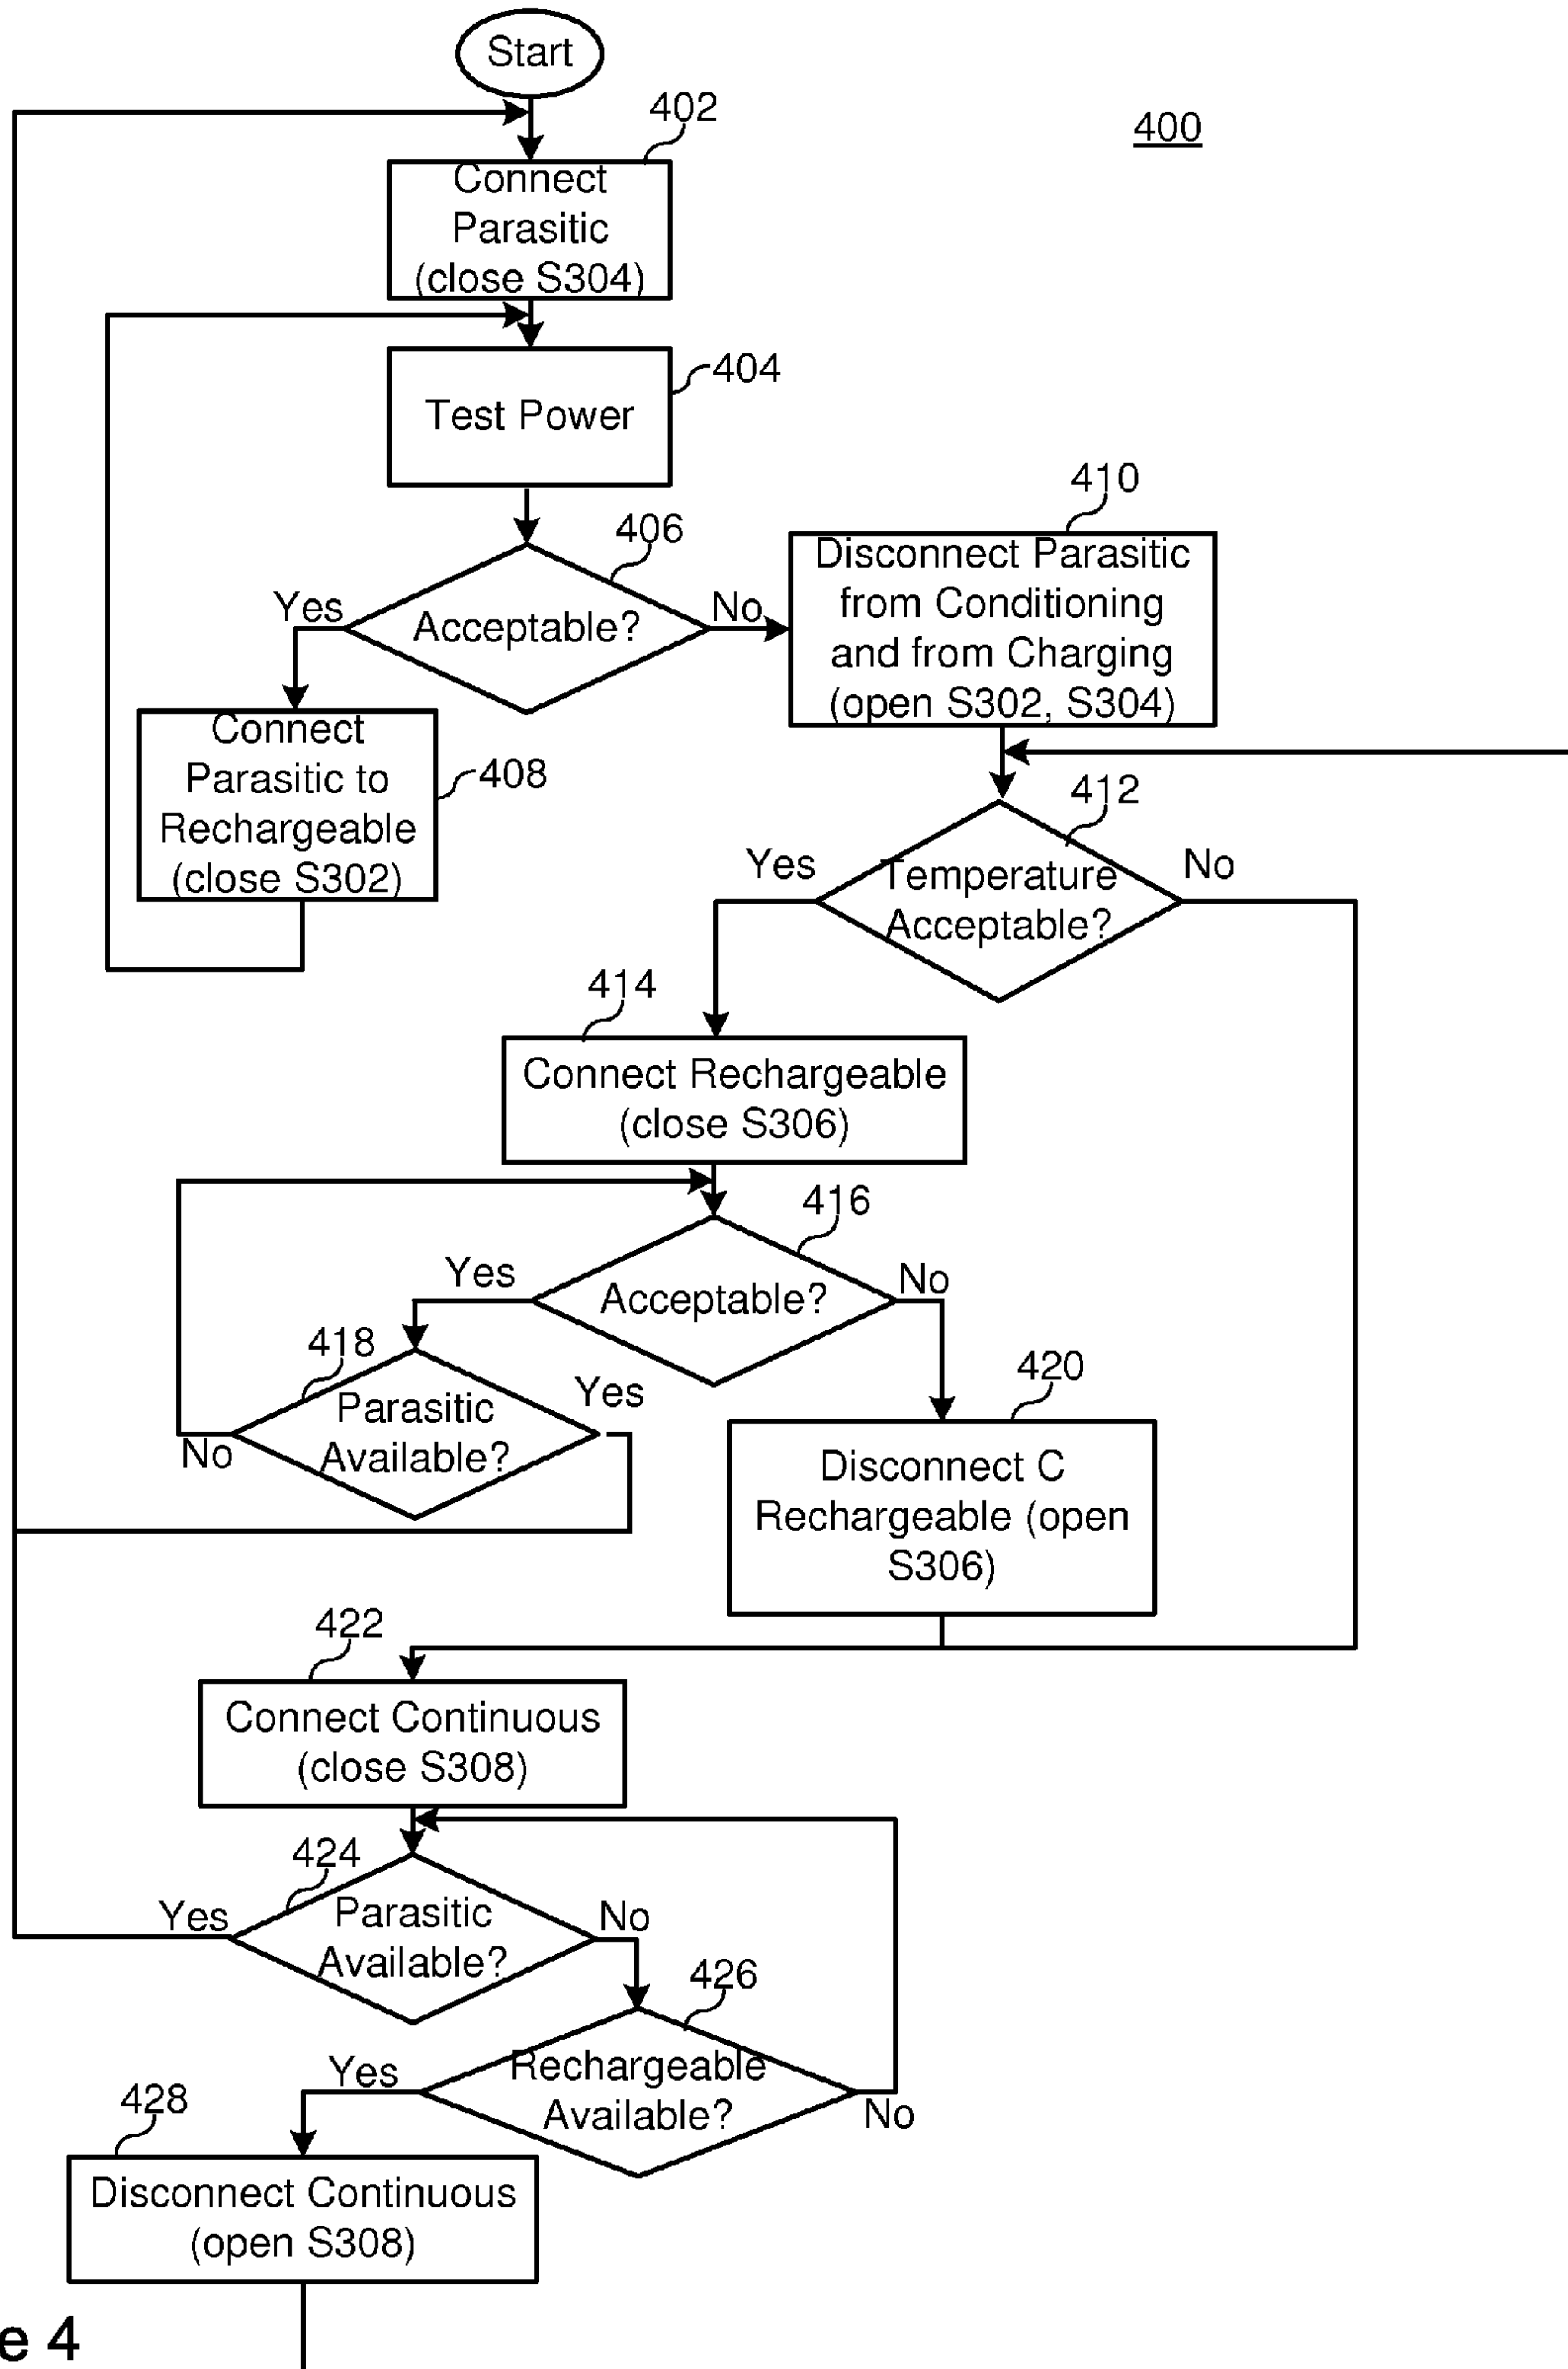 Start
402
400
Connect
Parasitic
(close S304)
404
Test Power
406
410
Yes
Acceptable?
No
Disconnect Parasitic
from Conditioning
and from Charging
(open S302, S304)
Connect
Parasitic to
Rechargeable
(close S302)
408
412
Yes
Temperature
Acceptable?
No
414
Connect Rechargeable
(close S306)
416
Yes
Acceptable?
No
418
Parasitic
Available?
Yes
No
420
Disconnect C
Rechargeable (open
S306)
422
Connect Continuous
(close S308)
424
Yes
Parasitic
Available?
No
426
Yes
Rechargeable
Available?
No
428
Disconnect Continuous
(open S308)
e 4